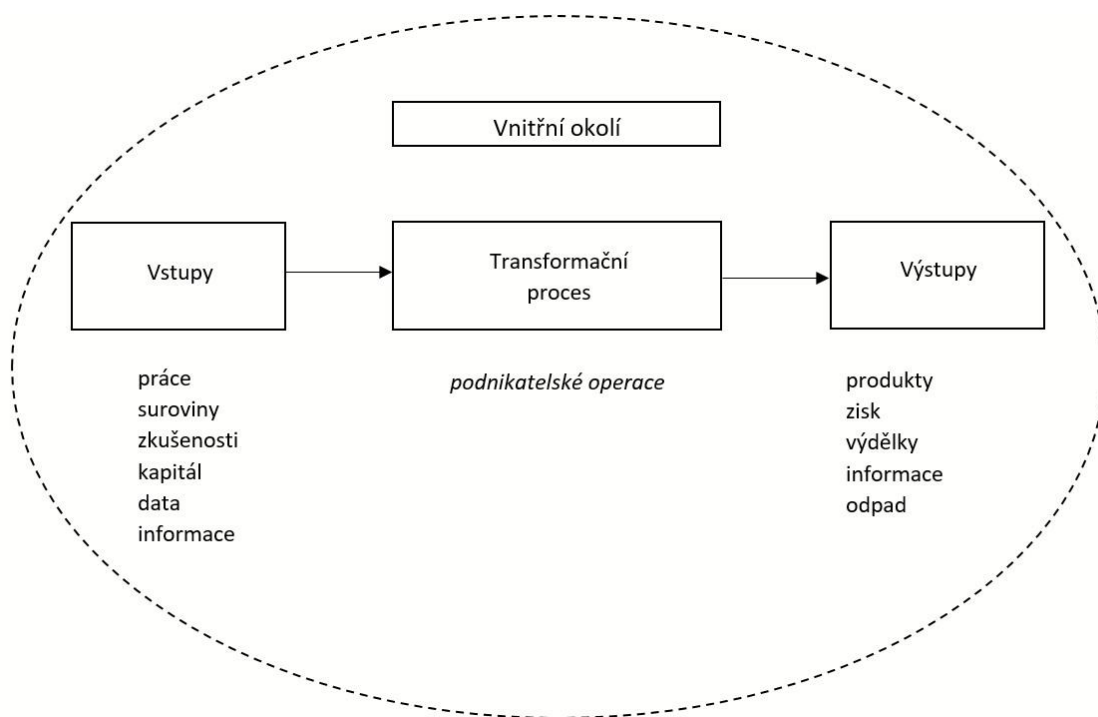 Vnitřní okolí
Vstupy
Transformační
proces
Výstupy
práce
suroviny
zkušenosti
kapitál
data
informace
podnikatelské operace
produkty
zisk
výdělky
informace
odpad